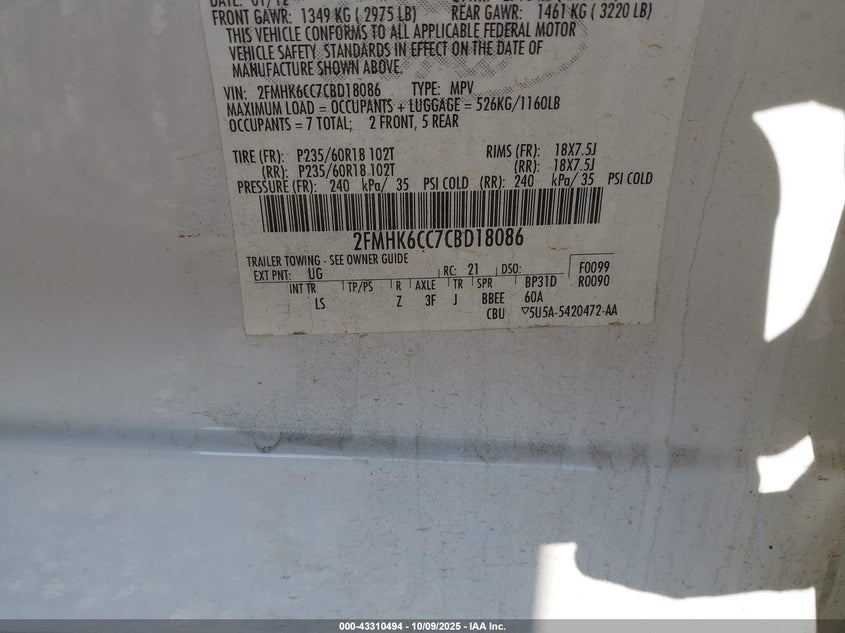 DATE: 01/12
FRONT GAWR: 1349 KG ( 2975 LB) REAR GAWR: 1461 KG ( 3220 LB)
THIS VEHICLE CONFORMS TO ALL APPLICABLE FEDERAL MOTOR
VEHICLE SAFETY STANDARDS IN EFFECT ON THE DATE OF
MANUFACTURE SHOWN ABOVE.
VIN: 2FMHK6CC7CBD18086 TYPE: MPV
MAXIMUM LOAD = OCCUPANTS + LUGGAGE = 526KG/1160LB
OCCUPANTS = 7 TOTAL; 2 FRONT, 5 REAR
TIRE (FR): P235/60R18 102T RIMS (FR): 18X7.5J
(RR): P235/60R18 102T (RR): 18X7.5J
PRESSURE (FR): 240 kPa/ 35 PSI COLD (RR): 240 kPa/ 35 PSI COLD
2FMHK6CC7CBD18086
TRAILER TOWING - SEE OWNER GUIDE
EXT PNT: UG RC: 21 DSO: F0099
INT TR TP/PS R AXLE TR SPR BP31D R0090
LS Z 3F J BBEE 60A
CBU ▽5U5A-5420472-AA
000-43310494 - 10/09/2025 - IAA Inc.